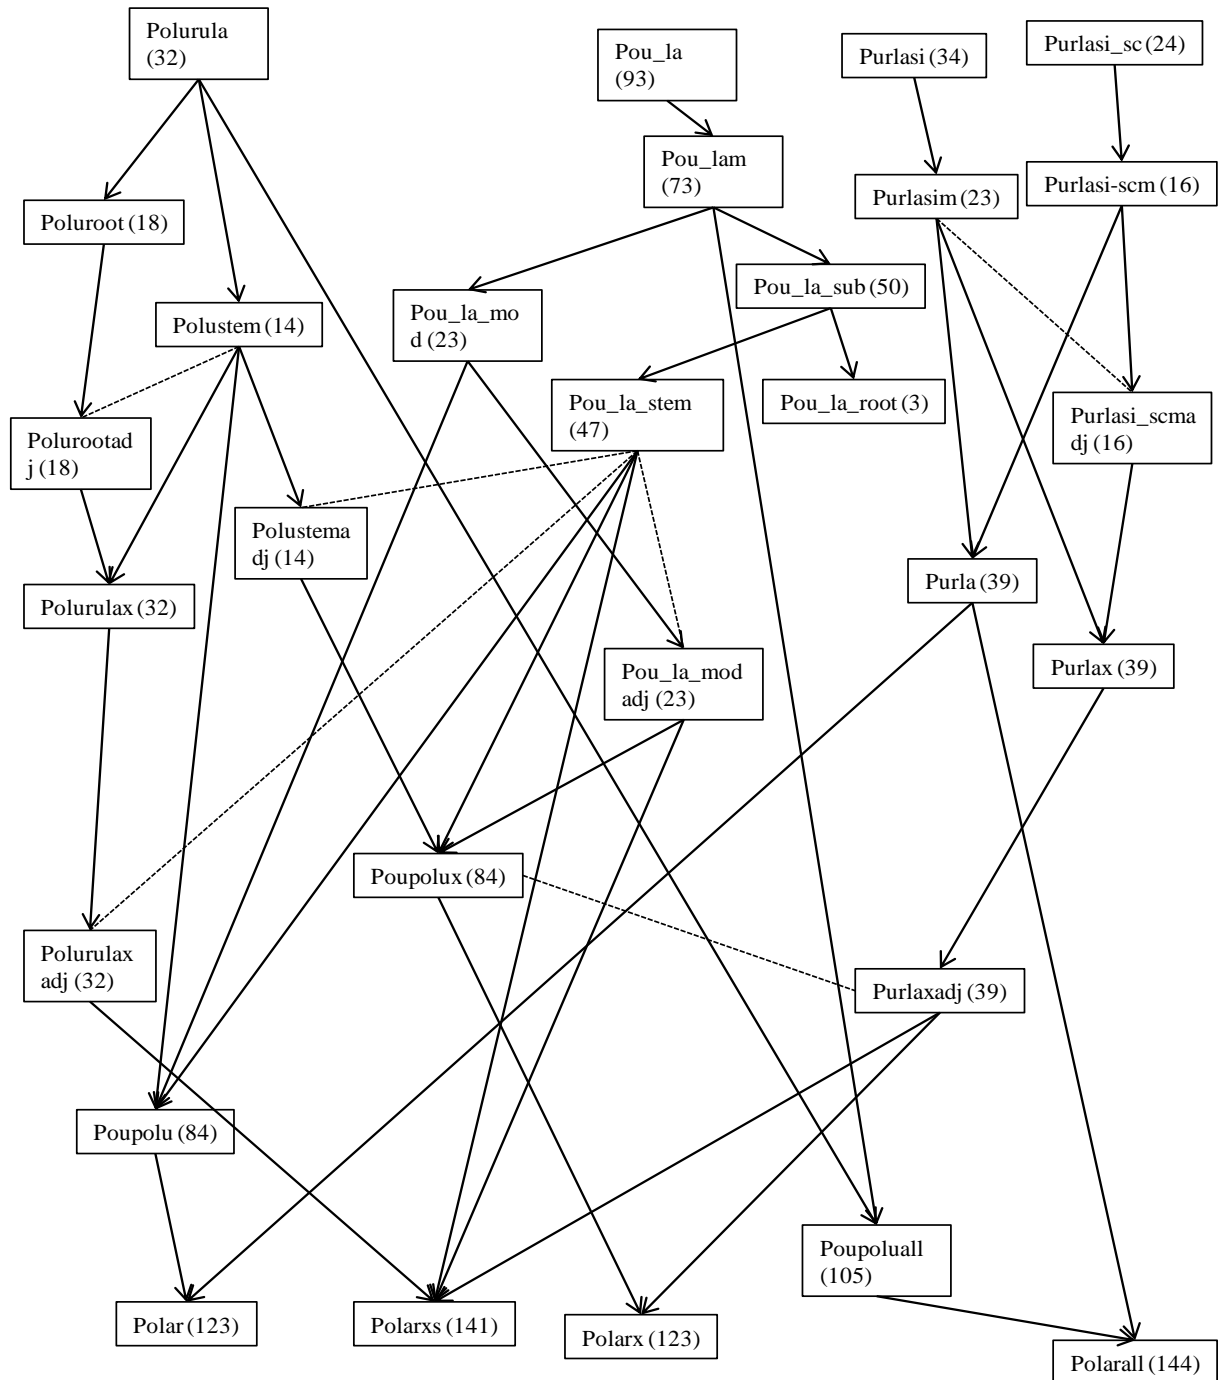 Polurula
(32)
Pou_la
(93)
Purlasi (34)
Purlasi_sc (24)
Pou_lam
(73)
Purlasim (23)
Purlasi-scm (16)
Poluroot (18)
Pou_la_sub (50)
Polustem (14)
Pou_la_mo
d (23)
Pou_la_stem
(47)
Pou_la_root (3)
Purlasi_scma
dj (16)
Polurootad
j (18)
Polustema
dj (14)
Polurulax (32)
Purla (39)
Purlax (39)
Pou_la_mod
adj (23)
Poupolux (84)
Polurulax
adj (32)
Purlaxadj (39)
Poupolu (84)
Poupoluall
(105)
Polar (123)
Polarxs (141)
Polarx (123)
Polarall (144)